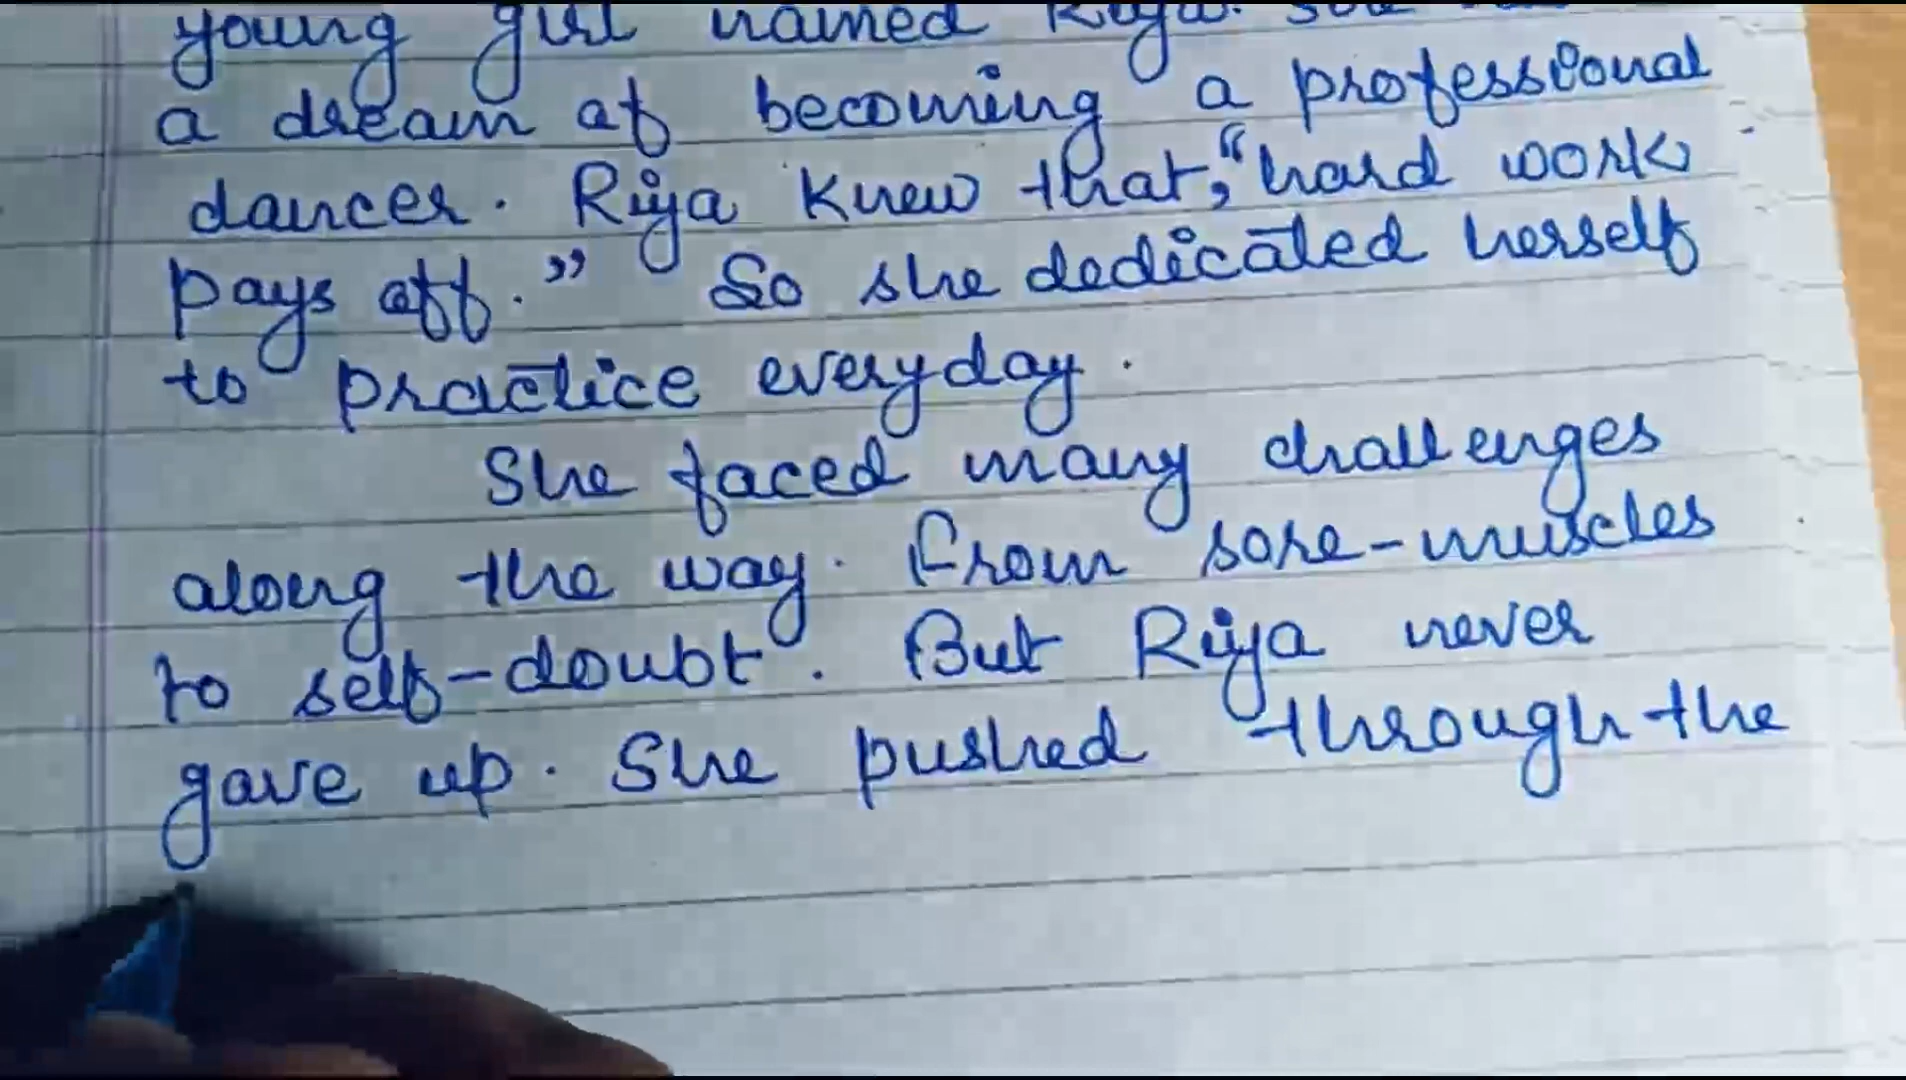 young girl named Riya. She
a dream of becoming a professional
dancer. Riya knew that, "hard work
pays off." So she dedicated herself
to practice everyday.
She faced many challenges
along the way. From sore-muscles
to self-doubt. But Riya never
gave up. She pushed through the